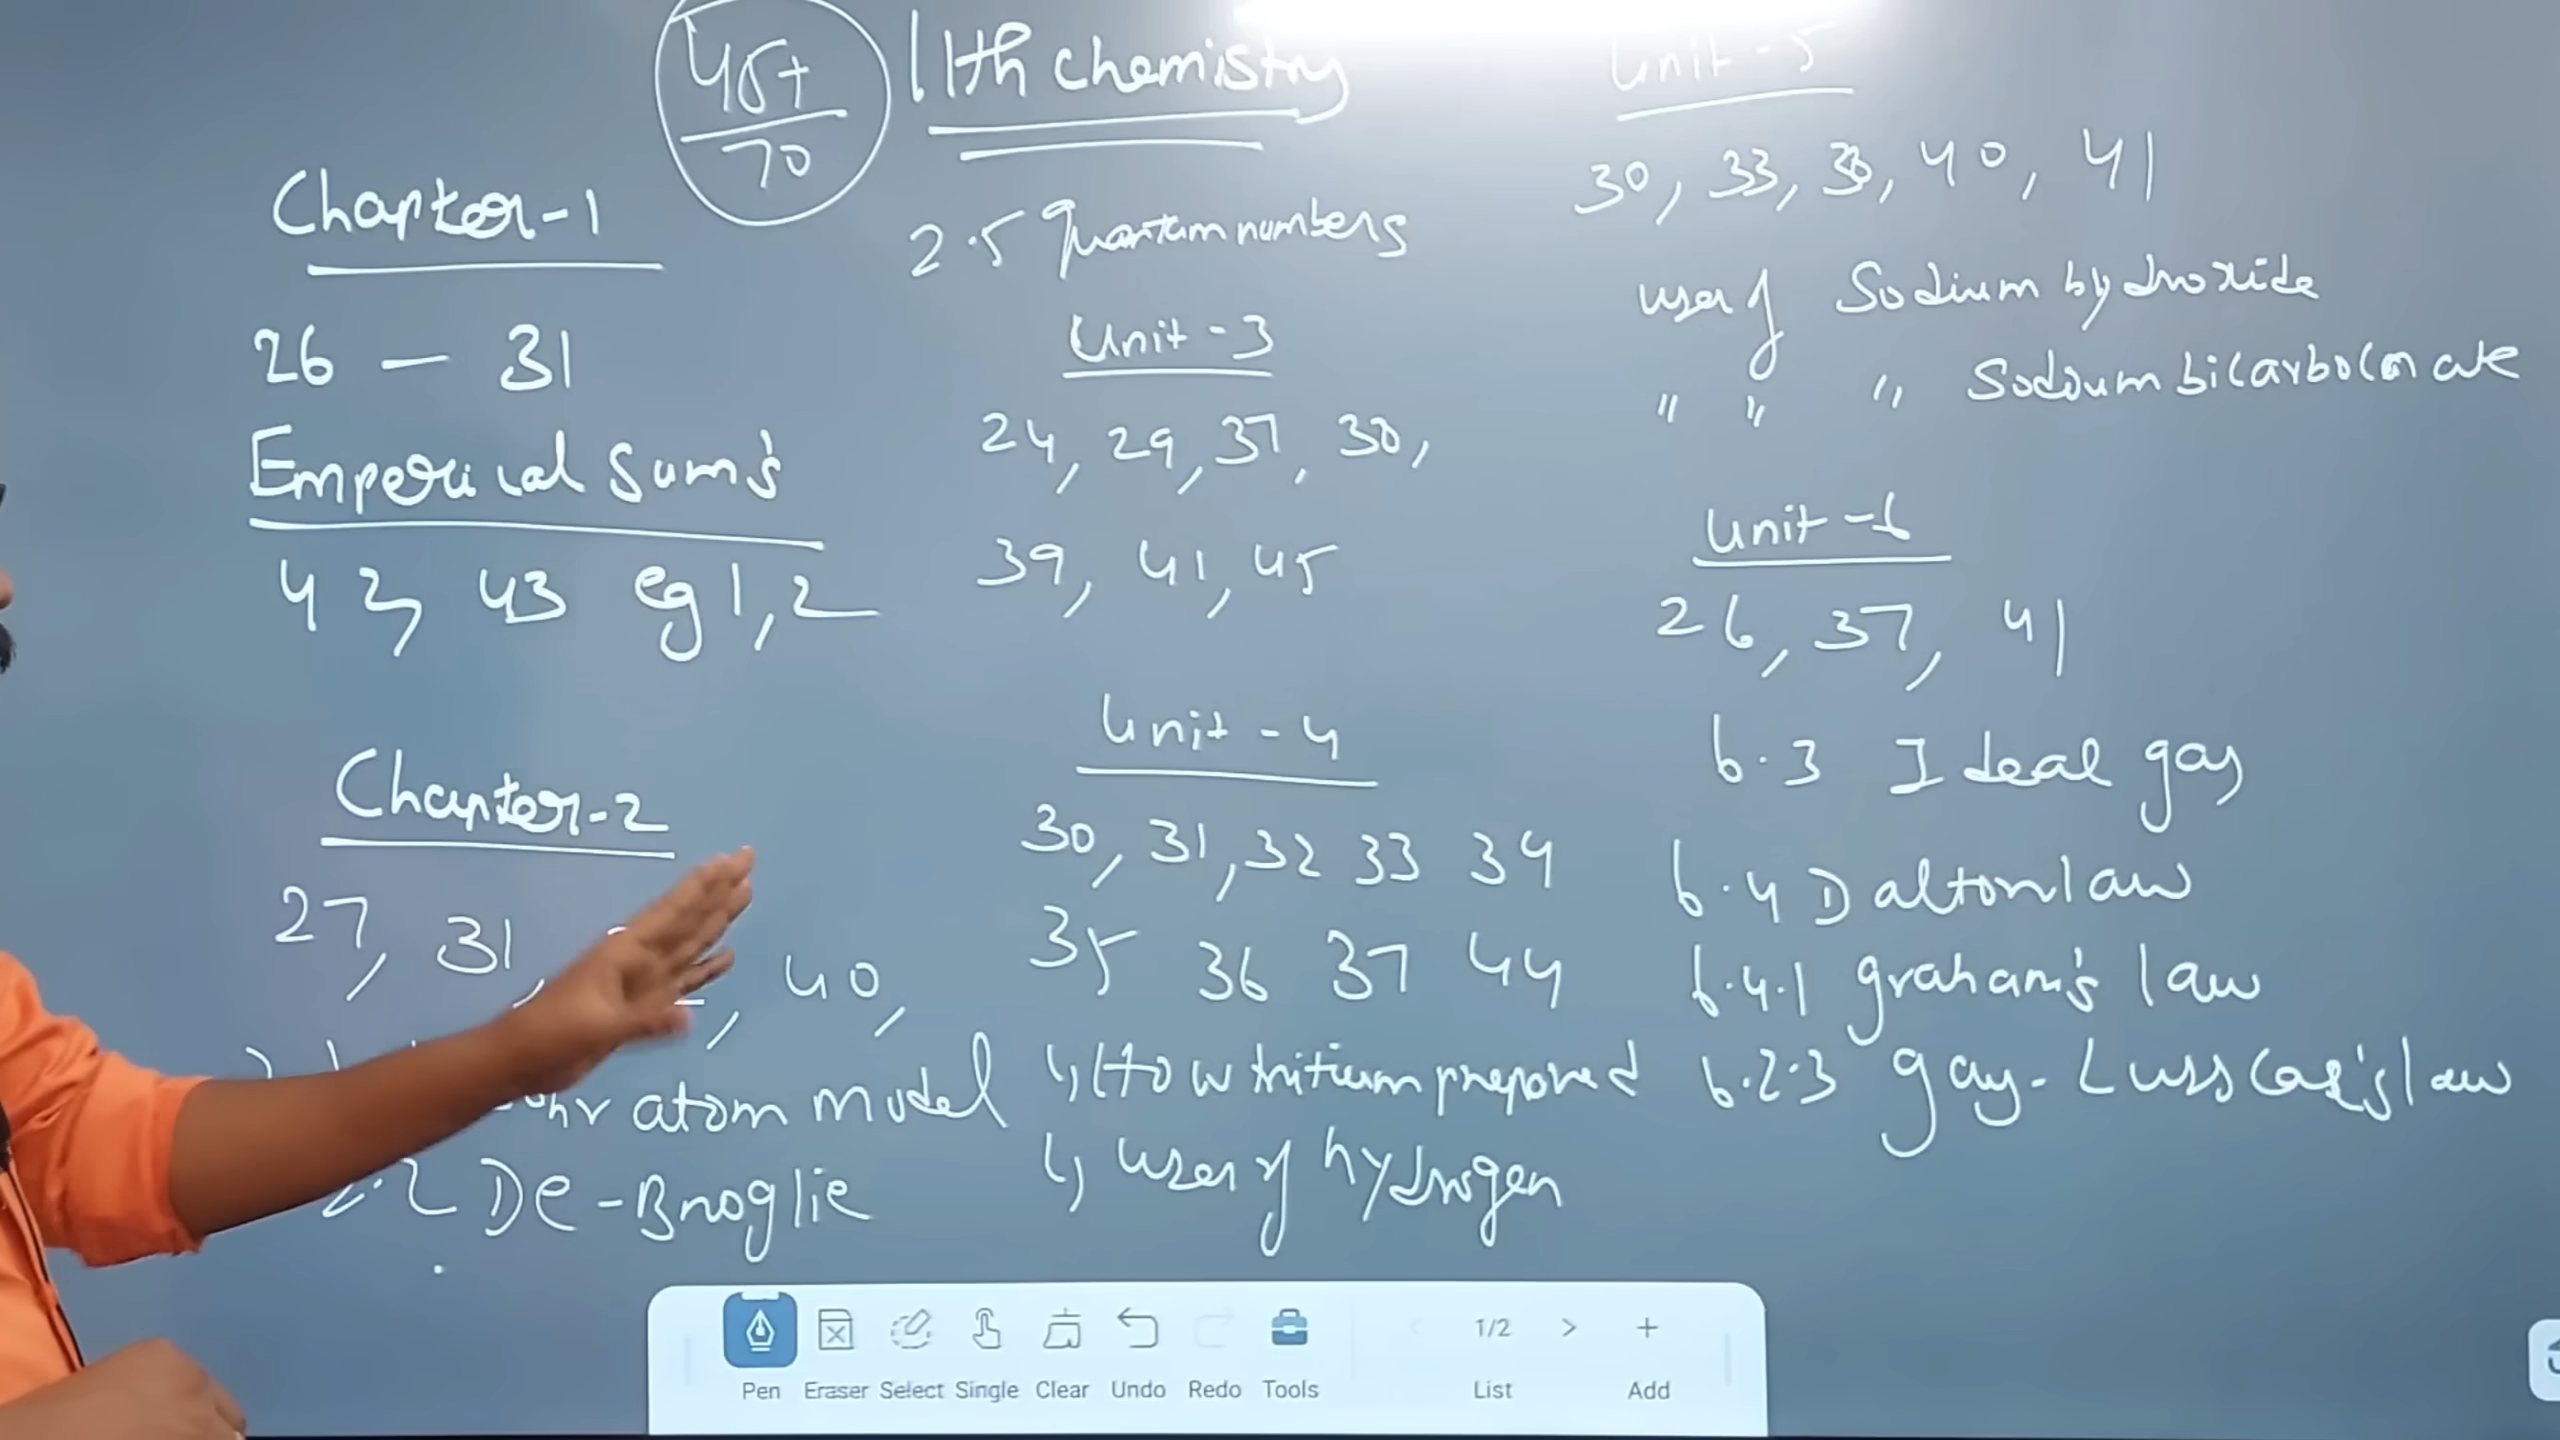 45+
70
11th chemistry
Chapter-1
26 — 31
Emperical Sum's
42, 43 eg 1, 2
Chapter-2
27, 31,
40,
atom model
2.2 De-Broglie
2.5 Quantum numbers
Unit-3
24, 29, 37, 30,
39, 41, 45
Unit-4
30, 31, 32 33 34
35 36 37 44
↳ How tritium prepared
↳ uses of hydrogen
Unit-5
30, 33, 40, 41
uses of Sodium hydroxide
" " " Sodium
Unit-6
26, 37, 41
6.3 Ideal gas
6.4 Dalton law
6.4.1 graham's law
6.2.3 gay-
law
Pen Eraser Select Single Clear Undo Redo Tools 1/2 List Add